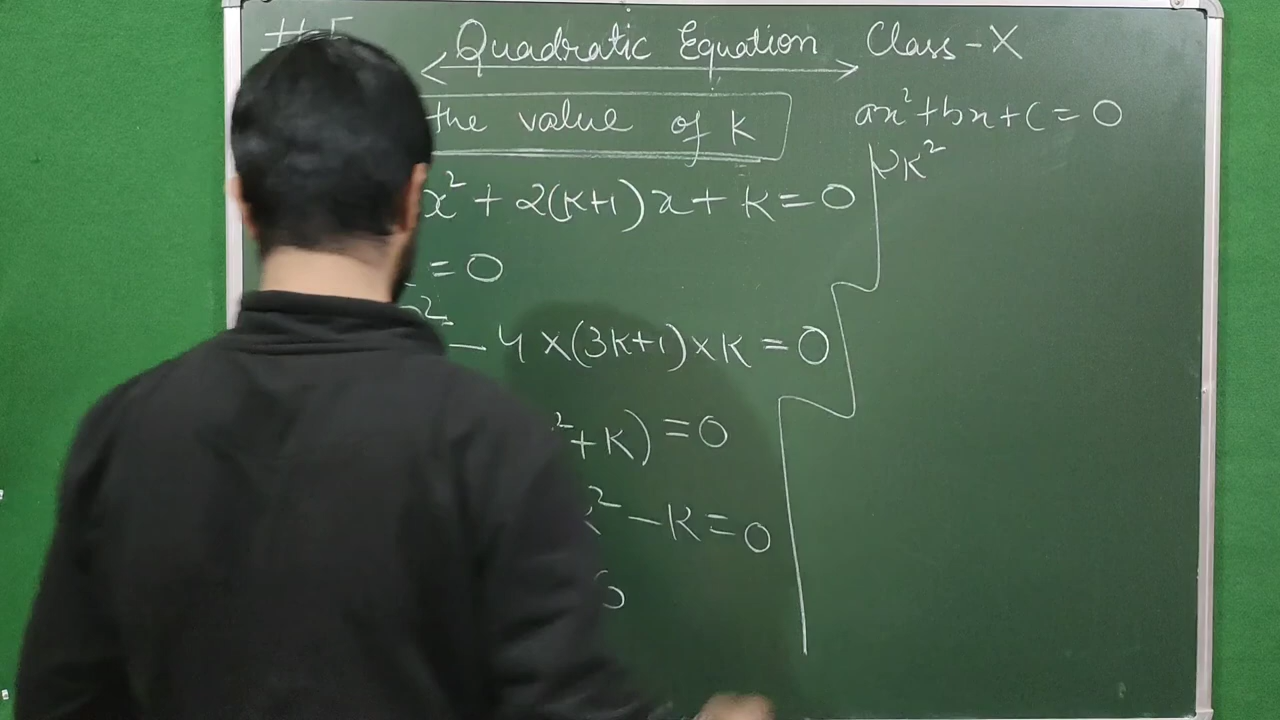 Quadratic Equation Class-X
the value of k
ax²+bx+c=0
x²+2(k+1)x+k=0
=0
-4×(3k+1)×k=0
²+k)=0
²-k=0